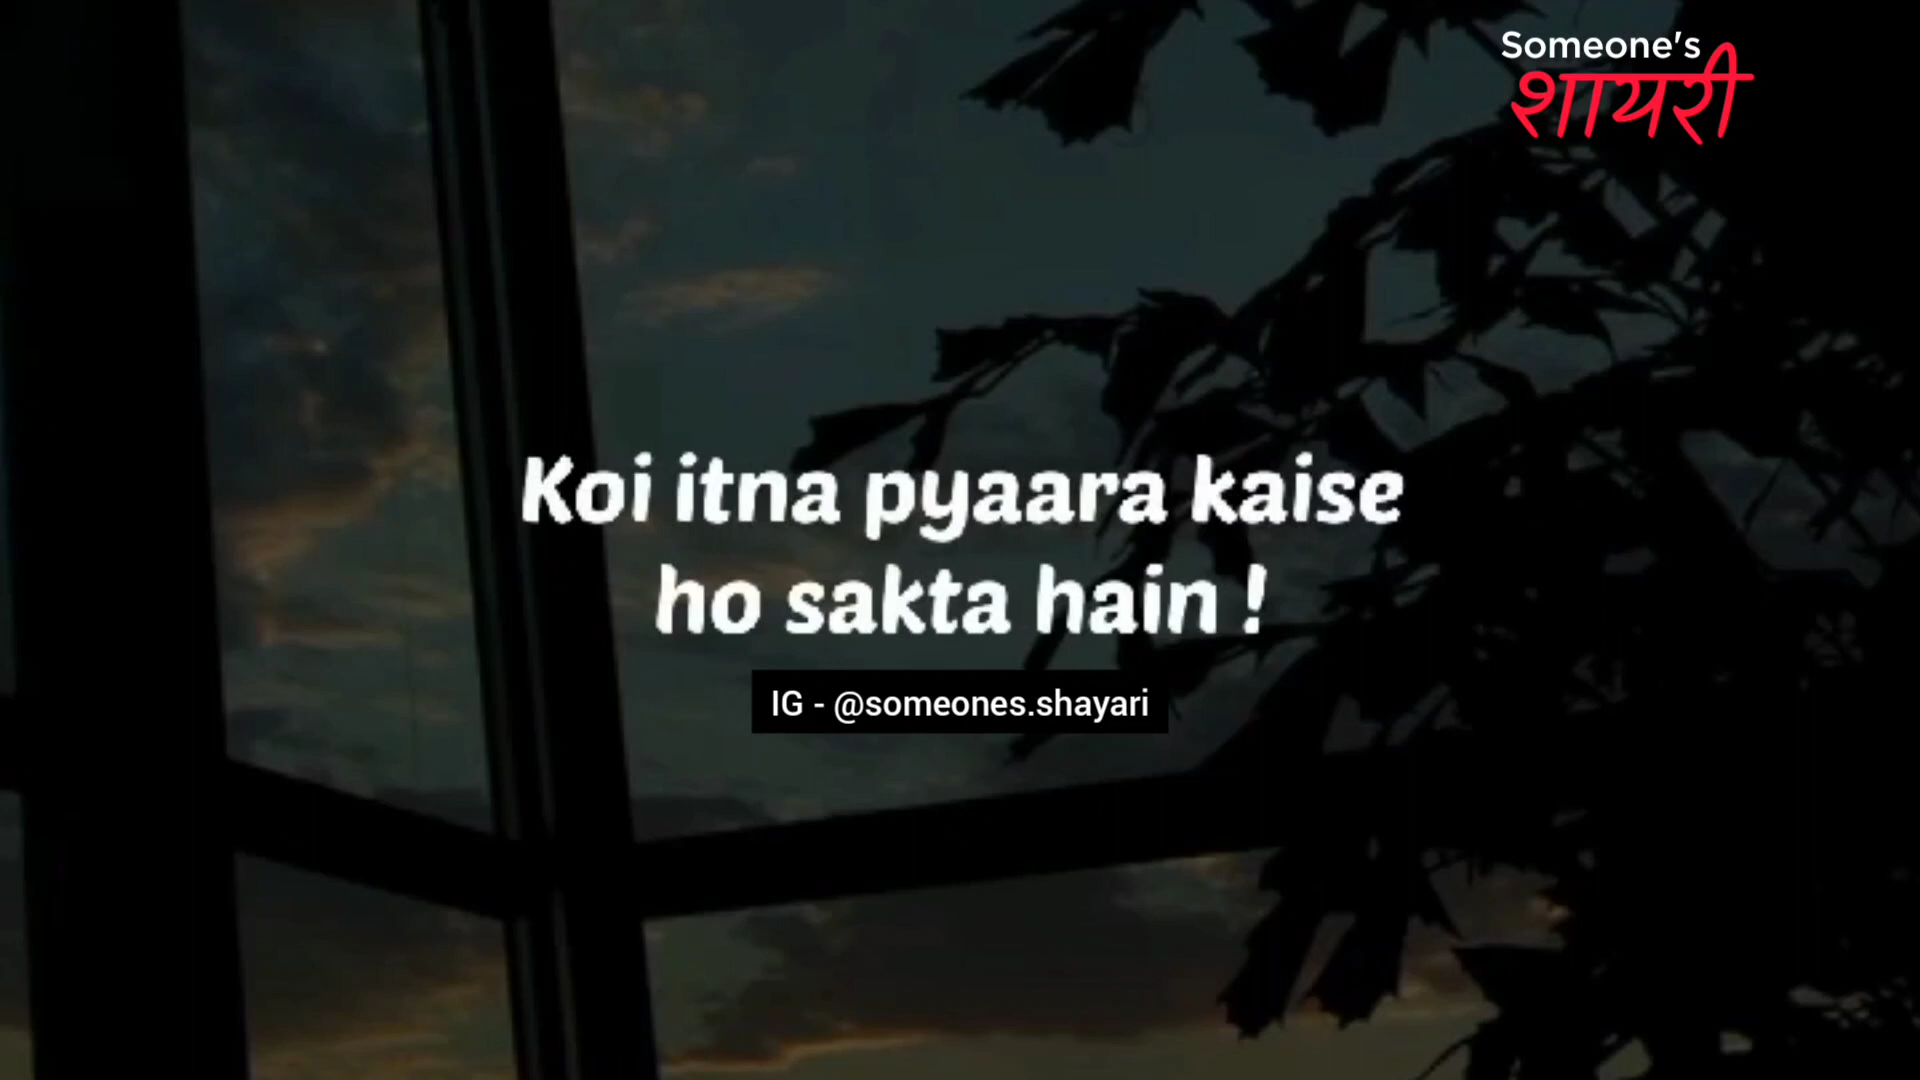 Someone's
शायरी
Koi itna pyaara kaise
ho sakta hain !
IG - @someones.shayari